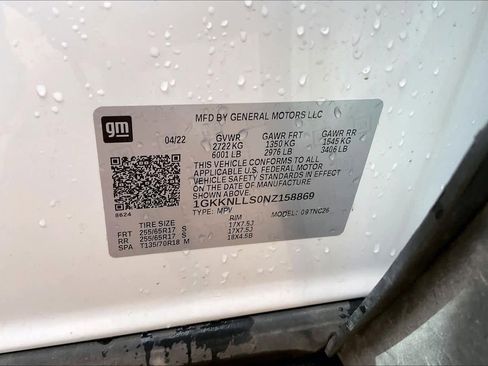 MFD BY GENERAL MOTORS LLC
gm
04/22 GVWR GAWR FRT GAWR RR
2722 KG 1350 KG 1545 KG
6001 LB 2976 LB 3406 LB
THIS VEHICLE CONFORMS TO ALL
APPLICABLE U.S. FEDERAL MOTOR
VEHICLE SAFETY STANDARDS IN
EFFECT ON THE DATE OF MANUFACTURE
SHOWN ABOVE.
1GKKNLLS0NZ158869
TYPE: MPV MODEL: 09TNC26
8624
TIRE SIZE RIM
FRT 255/65R17 S 17X7.5J
RR 255/65R17 S 17X7.5J
SPA T135/70R18 M 18X4.5B